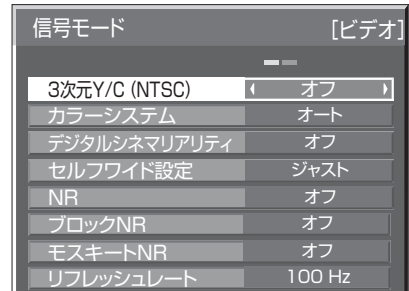 信号モード [ビデオ]
3次元Y/C (NTSC) オフ
カラーシステム オート
デジタルシネマリアリティ オフ
セルフワイド設定 ジャスト
NR オフ
ブロックNR オフ
モスキートNR オフ
リフレッシュレート 100 Hz